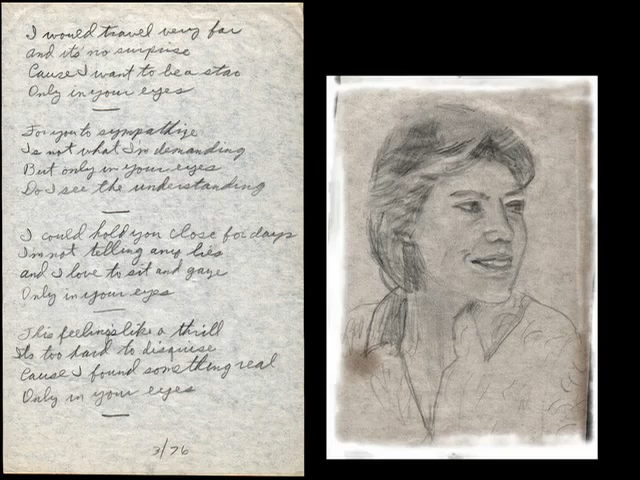 I would travel very far
and it's no surprise
Cause I want to be a star
Only in your eyes
For you to sympathize
Is not what I'm demanding
But only in your eyes
Do I see the understanding
I could hold you close for days
I'm not telling any lies
and I love to sit and gaze
Only in your eyes
This feelings like a thrill
Its too hard to disquise
Cause I found something real
Only in your eyes
3/76